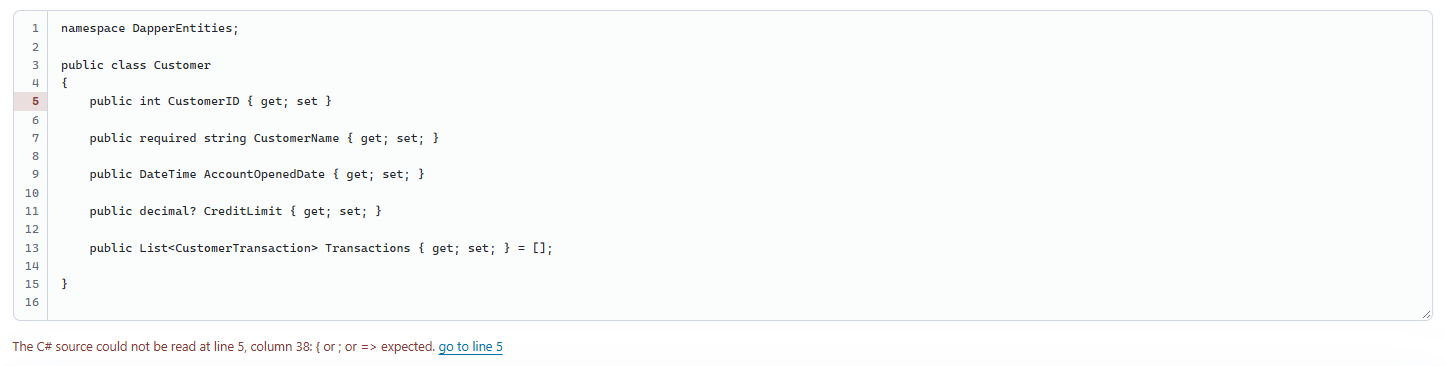 1 namespace DapperEntities;
2
3 public class Customer
4 {
5     public int CustomerID { get; set }
6
7     public required string CustomerName { get; set; }
8
9     public DateTime AccountOpenedDate { get; set; }
10
11     public decimal? CreditLimit { get; set; }
12
13     public List<CustomerTransaction> Transactions { get; set; } = [];
14
15 }
16
The C# source could not be read at line 5, column 38: { or ; or => expected. go to line 5